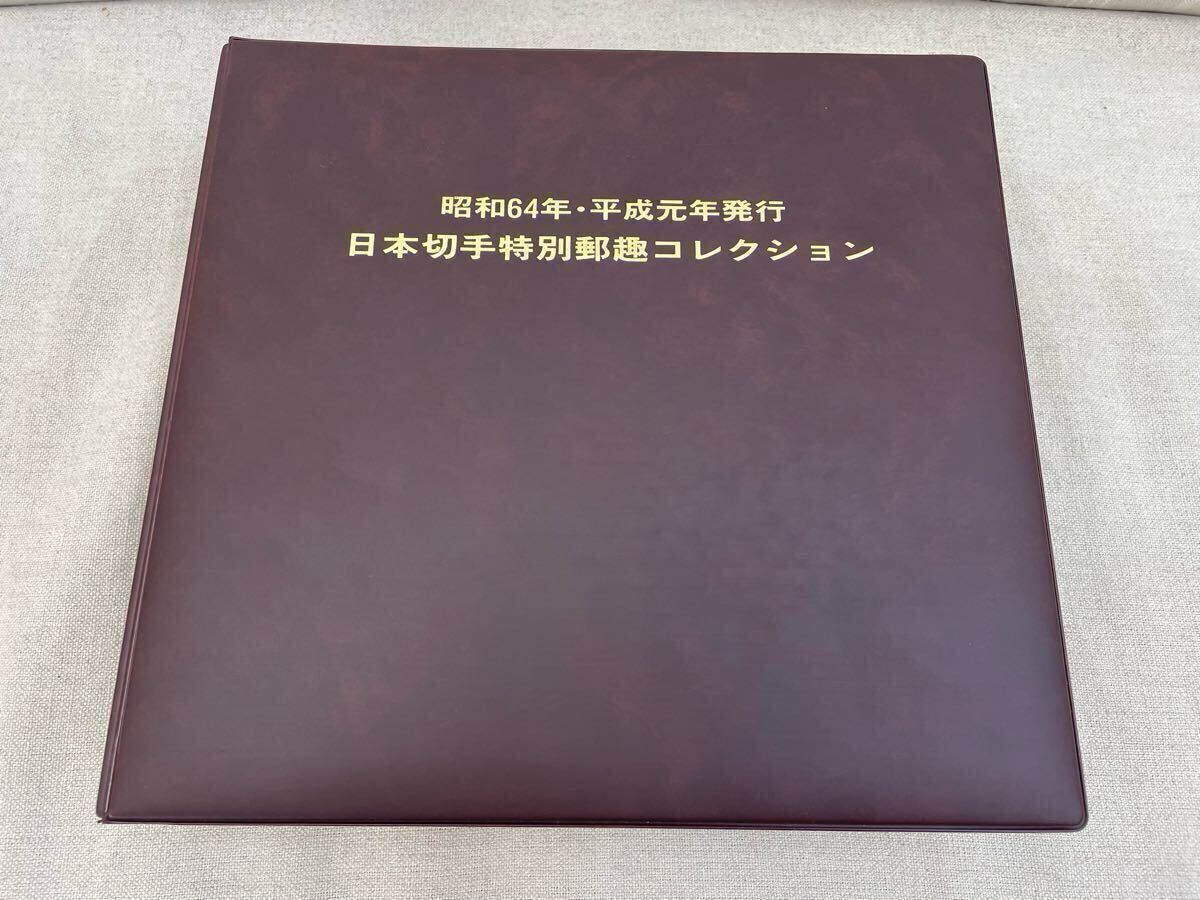 昭和64年・平成元年発行
日本切手特別郵趣コレクション